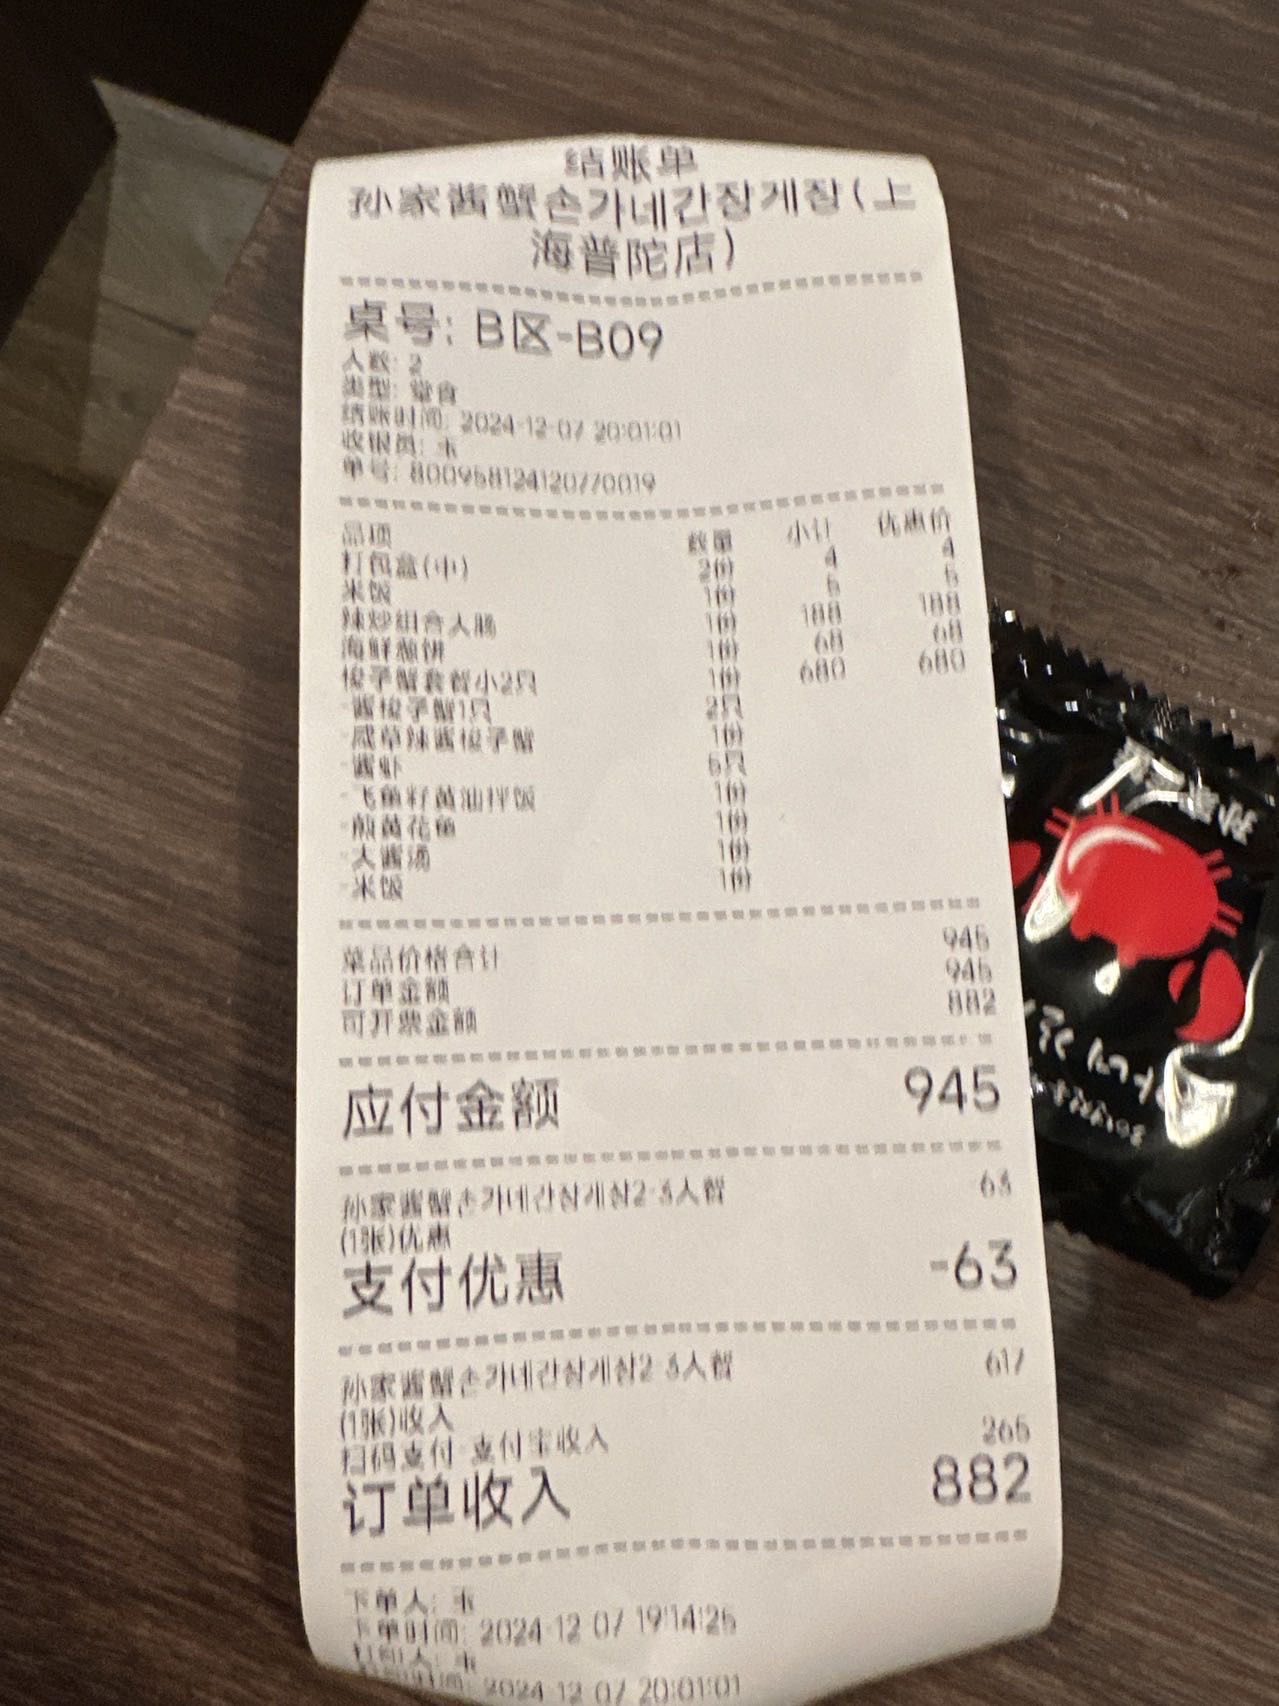 结账单
孙家酱蟹손가네간장게장(上
海普陀店)
桌号: B区-B09
人数: 2
类型: 堂食
结账时间: 2024-12-07 20:01:01
收银员:
单号: 800958124120770019
品项 数量 小计 优惠价
打包盒(中) 2份 4 4
米饭 1份 5 5
辣炒组合大肠 1份 188 188
海鲜葱饼 1份 68 68
梭子蟹套餐小2只 1份 680 680
-酱梭子蟹1只 2只
-咸草辣酱梭子蟹 1份
-酱虾 5只
-飞鱼籽黄油拌饭 1份
-煎黄花鱼 1份
-大酱汤 1份
-米饭 1份
菜品价格合计 945
订单金额 945
可开票金额 882
应付金额 945
孙家酱蟹손가네간장게장2-3人餐 63
(1张)优惠
支付优惠 -63
孙家酱蟹손가네간장게장2-3人餐 617
(1张)收入
扫码支付-支付宝收入 265
订单收入 882
下单人:
下单时间: 2024-12-07 19:14:25
打印人:
打印时间: 2024-12-07 20:01:01